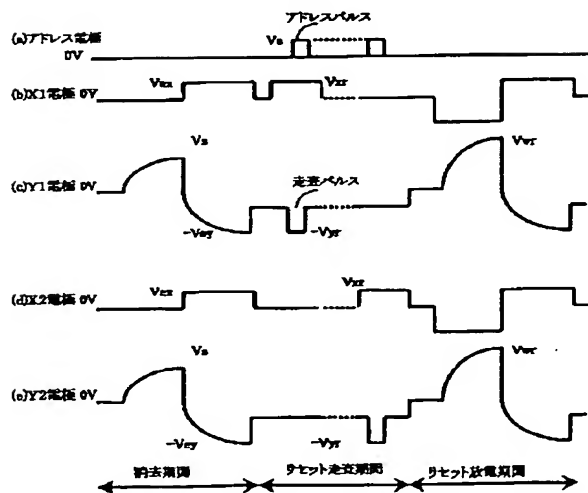 アドレスパルス
(a)アドレス電極
Va
0V
Vex
Vxr
(b)X1電極 0V
Vs
Vwr
(c)Y1電極 0V
走査パルス
-Vey
-Vyr
Vex
Vxr
(d)X2電極 0V
Vs
Vwr
(e)Y2電極 0V
-Vey
-Vyr
消去期間
リセット走査期間
リセット放電期間